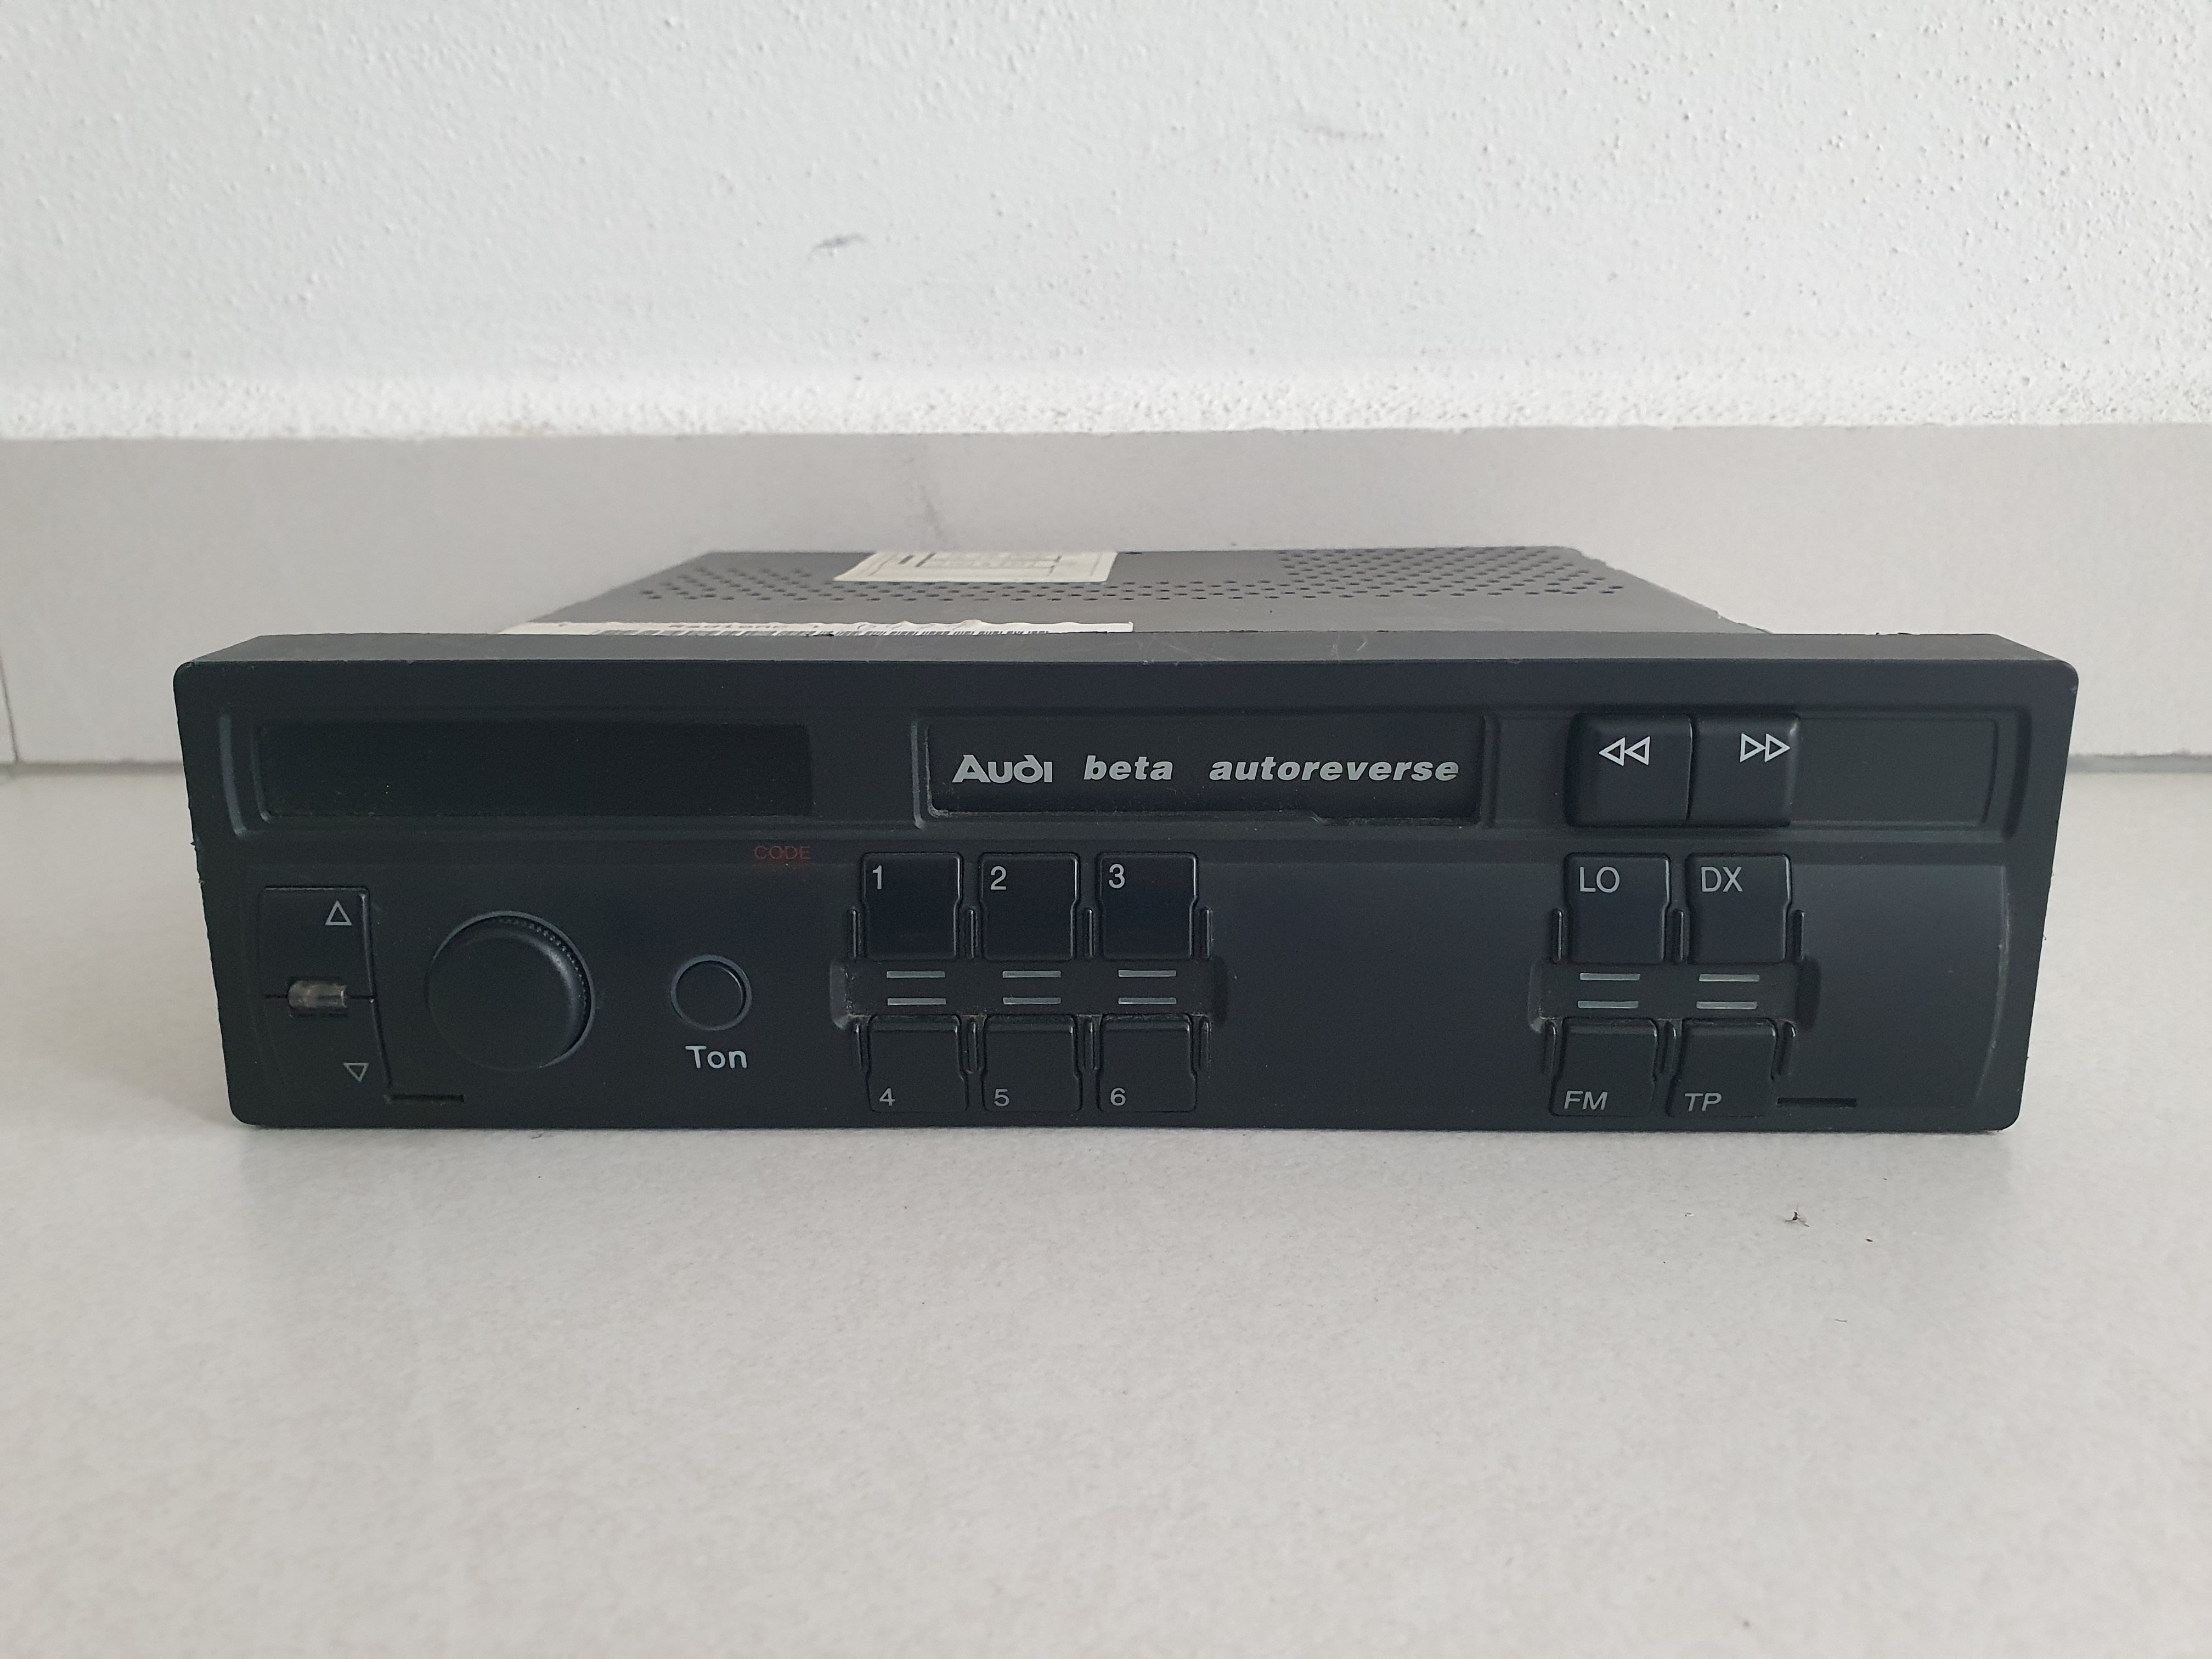 Audi beta autoreverse
CODE
1 2 3 LO DX
Ton
4 5 6 FM TP